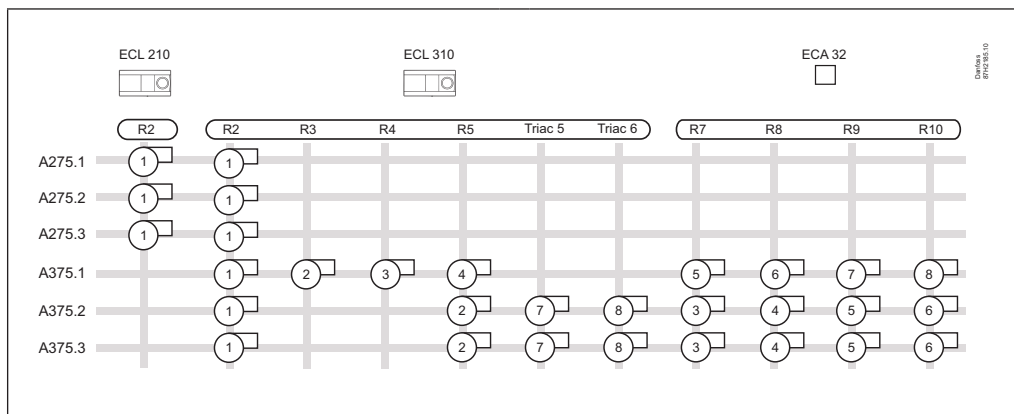 ECL 210 ECL 310 ECA 32
Danfoss
87H2185.10
R2 R2 R3 R4 R5 Triac 5 Triac 6 R7 R8 R9 R10
A275.1 1 1
A275.2 1 1
A275.3 1 1
A375.1 1 2 3 4 5 6 7 8
A375.2 1 2 7 8 3 4 5 6
A375.3 1 2 7 8 3 4 5 6